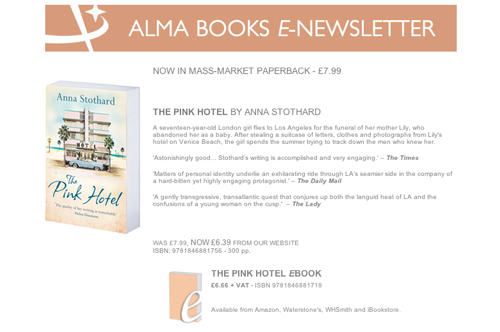 ALMA BOOKS E-NEWSLETTER
NOW IN MASS-MARKET PAPERBACK - £7.99
Anna Stothard
HOTEL
The
Pink Hotel
THE PINK HOTEL BY ANNA STOTHARD
A seventeen-year-old London girl flies to Los Angeles for the funeral of her mother Lily, who
abandoned her as a baby. After stealing a suitcase of letters, clothes and photographs from Lily's
hotel on Venice Beach, the girl spends the summer trying to track down the men who knew her.
'Astonishingly good... Stothard's writing is accomplished and very engaging.' – The Times
'Matters of personal identity underlie an exhilarating ride through LA's seamier side in the company of
a hard-bitten yet highly engaging protagonist.' – The Daily Mail
'A gently transgressive, transatlantic quest that conjures up both the languid heat of LA and the
confusions of a young woman on the cusp.' – The Lady
WAS £7.99, NOW £6.39 FROM OUR WEBSITE
ISBN: 9781846881756 - 300 pp.
e
THE PINK HOTEL EBOOK
£6.66 + VAT - ISBN 9781846881718
Available from Amazon, Waterstone's, WHSmith and iBookstore.